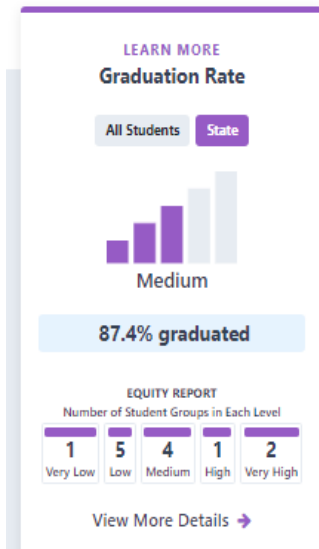 LEARN MORE
Graduation Rate
All Students State
Medium
87.4% graduated
EQUITY REPORT
Number of Student Groups in Each Level
1 5 4 1 2
Very Low Low Medium High Very High
View More Details